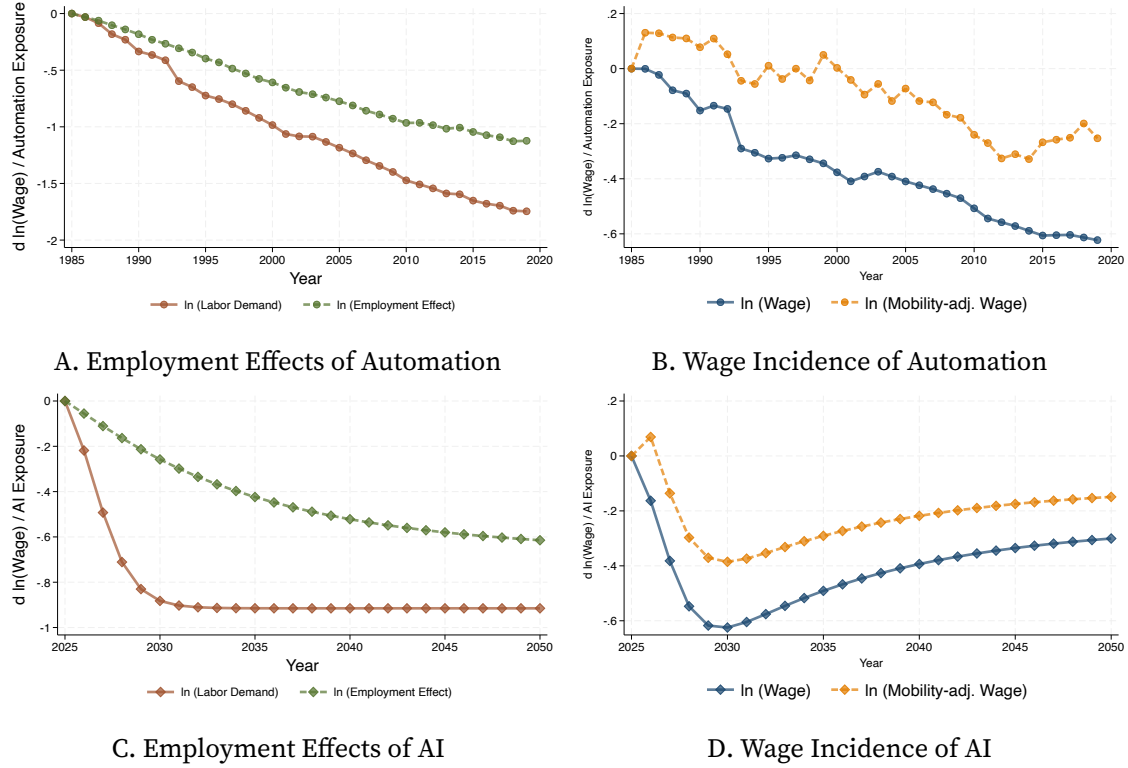 d ln(Wage) / Automation Exposure
0
-.5
-1
-1.5
-2
1985 1990 1995 2000 2005 2010 2015 2020
Year
ln (Labor Demand) ln (Employment Effect)
A. Employment Effects of Automation
d ln(Wage) / Automation Exposure
.2
0
-.2
-.4
-.6
1985 1990 1995 2000 2005 2010 2015 2020
Year
ln (Wage) ln (Mobility-adj. Wage)
B. Wage Incidence of Automation
d ln(Wage) / AI Exposure
0
-.2
-.4
-.6
-.8
-1
2025 2030 2035 2040 2045 2050
Year
ln (Labor Demand) ln (Employment Effect)
C. Employment Effects of AI
d ln(Wage) / AI Exposure
.2
0
-.2
-.4
-.6
2025 2030 2035 2040 2045 2050
Year
ln (Wage) ln (Mobility-adj. Wage)
D. Wage Incidence of AI